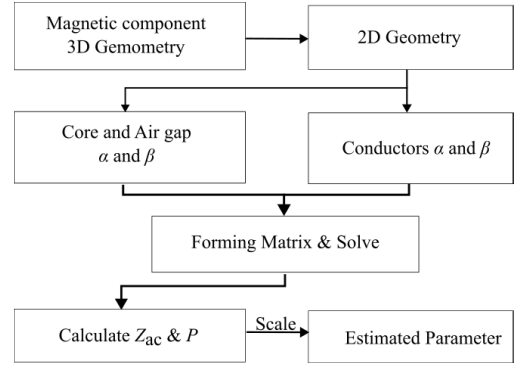 Magnetic component
3D Gemometry
2D Geometry
Core and Air gap
α and β
Conductors α and β
Forming Matrix & Solve
Calculate Zac & P
Scale
Estimated Parameter